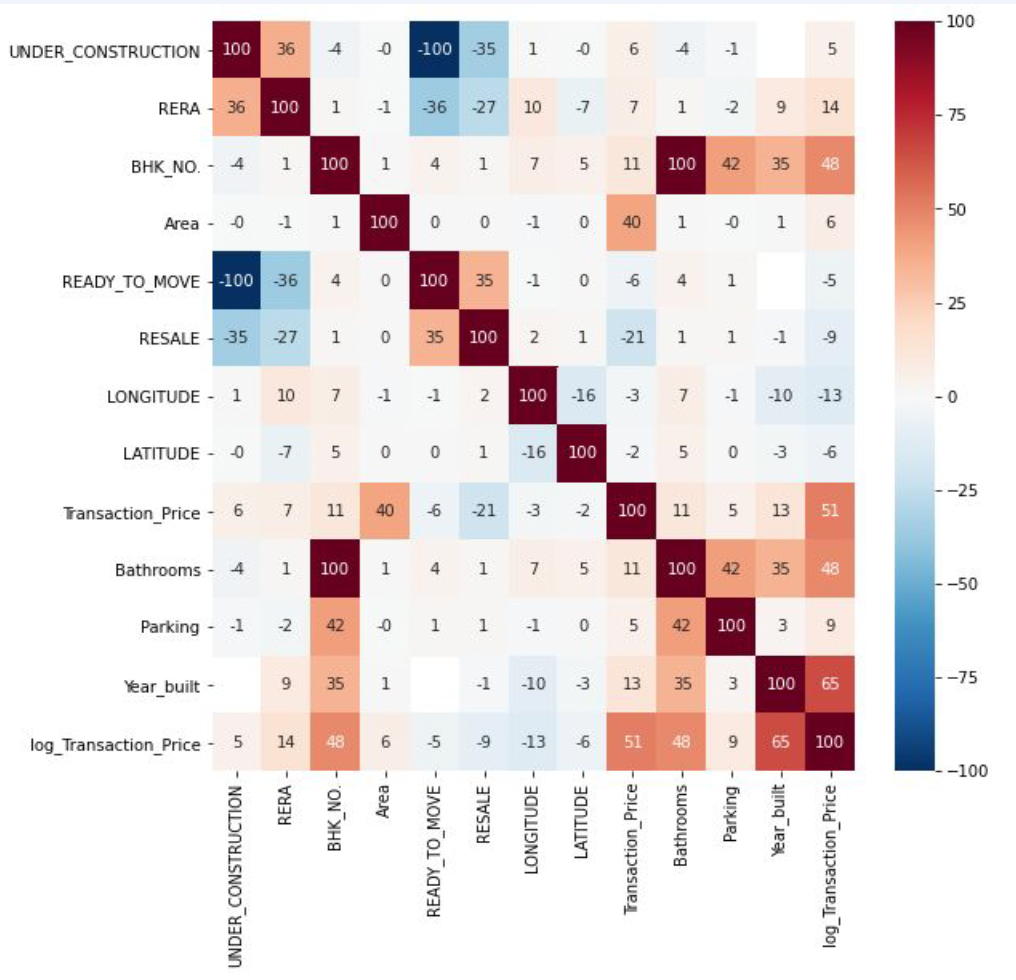 UNDER_CONSTRUCTION 100 36 -4 -0 -100 -35 1 -0 6 -4 -1 5
RERA 36 100 1 -1 -36 -27 10 -7 7 1 -2 9 14
BHK_NO. -4 1 100 1 4 1 7 5 11 100 42 35 48
Area -0 -1 1 100 0 0 -1 0 40 1 -0 1 6
READY_TO_MOVE -100 -36 4 0 100 35 -1 0 -6 4 1 -5
RESALE -35 -27 1 0 35 100 2 1 -21 1 1 -1 -9
LONGITUDE 1 10 7 -1 -1 2 100 -16 -3 7 -1 -10 -13
LATITUDE -0 -7 5 0 0 1 -16 100 -2 5 0 -3 -6
Transaction_Price 6 7 11 40 -6 -21 -3 -2 100 11 5 13 51
Bathrooms -4 1 100 1 4 1 7 5 11 100 42 35 48
Parking -1 -2 42 -0 1 1 -1 0 5 42 100 3 9
Year_built 9 35 1 -1 -10 -3 13 35 3 100 65
log_Transaction_Price 5 14 48 6 -5 -9 -13 -6 51 48 9 65 100
UNDER_CONSTRUCTION
RERA
BHK_NO.
Area
READY_TO_MOVE
RESALE
LONGITUDE
LATITUDE
Transaction_Price
Bathrooms
Parking
Year_built
log_Transaction_Price
100
75
50
25
0
−25
−50
−75
−100